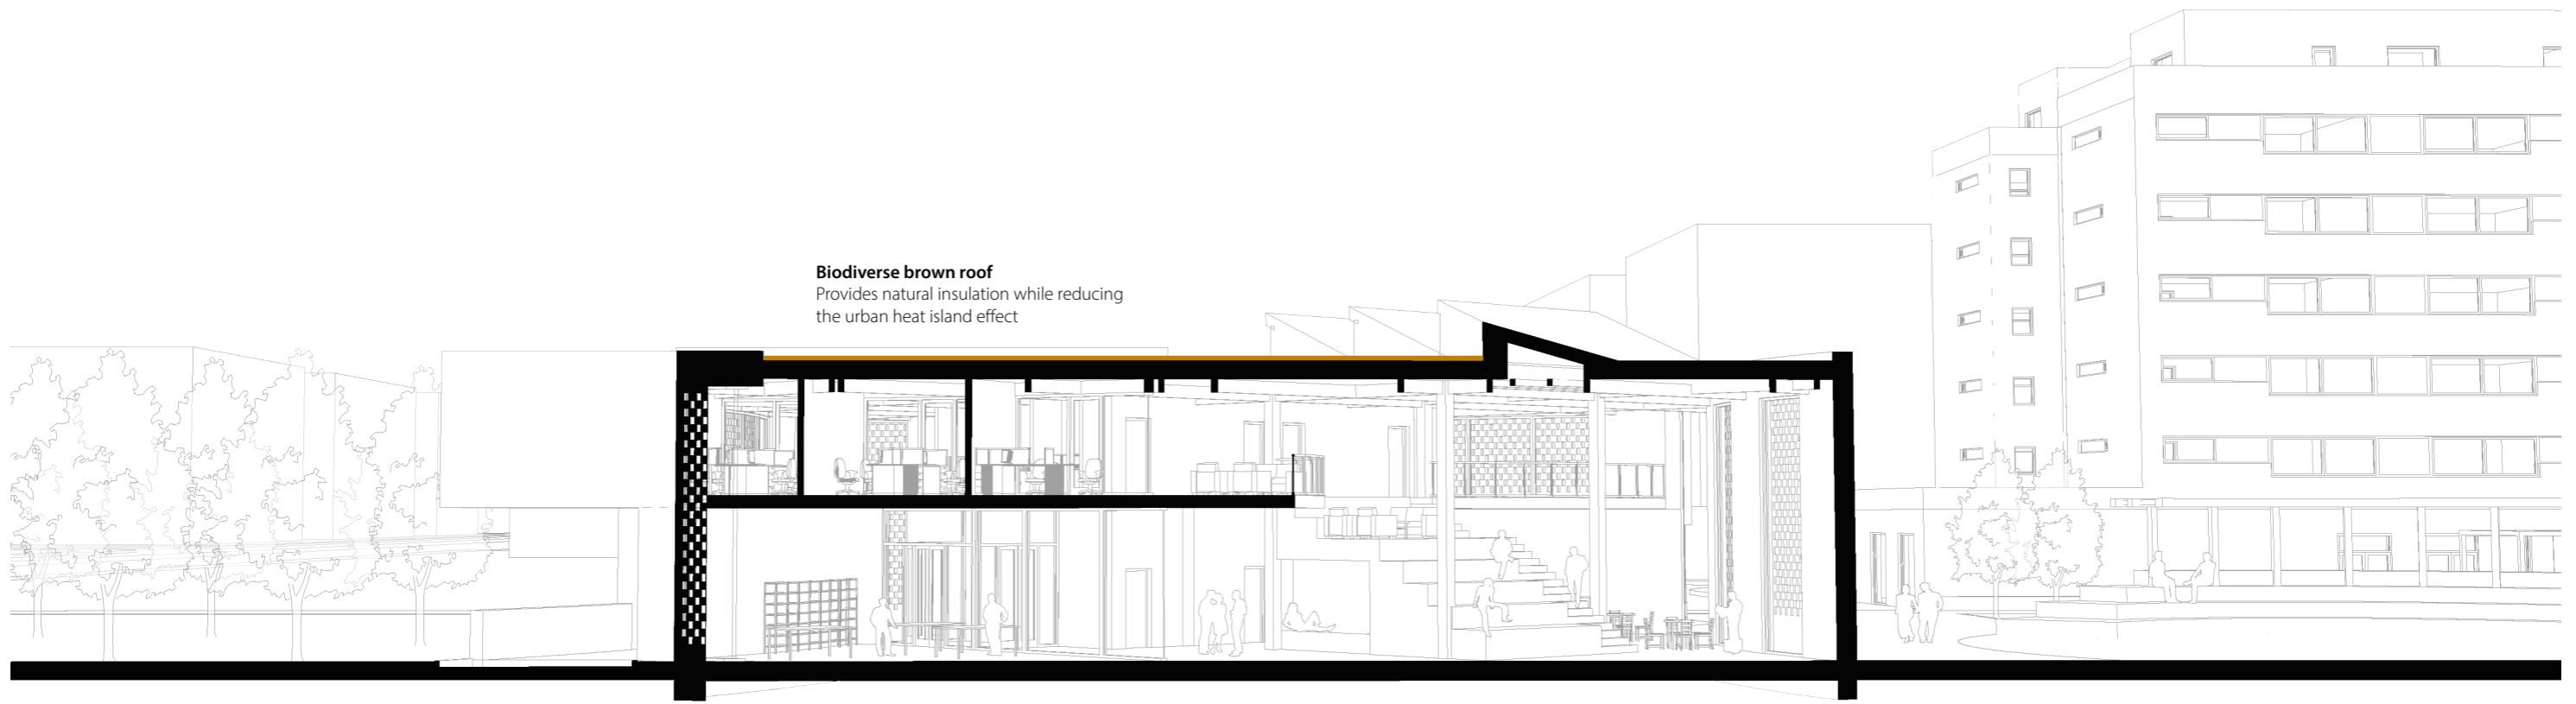 Biodiverse brown roof
Provides natural insulation while reducing
the urban heat island effect